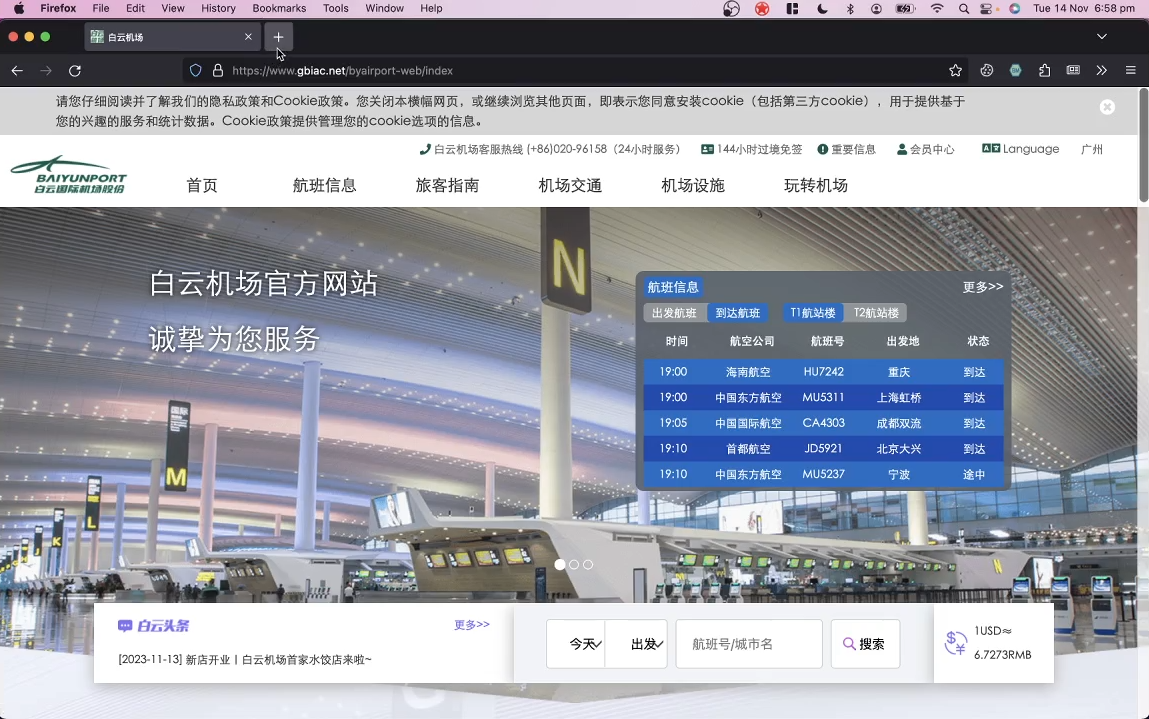 Firefox File Edit View History Bookmarks Tools Window Help Tue 14 Nov 6:58 pm
白云机场
https://www.gbiac.net/byairport-web/index
请您仔细阅读并了解我们的隐私政策和Cookie政策。您关闭本横幅网页，或继续浏览其他页面，即表示您同意安装cookie（包括第三方cookie），用于提供基于
您的兴趣的服务和统计数据。Cookie政策提供管理您的cookie选项的信息。
白云机场客服热线 (+86)020-96158（24小时服务） 144小时过境免签 重要信息 会员中心 Language 广州
BAIYUNPORT
白云国际机场股份
首页 航班信息 旅客指南 机场交通 机场设施 玩转机场
N
白云机场官方网站
诚挚为您服务
航班信息 更多>>
出发航班 到达航班 T1航站楼 T2航站楼
时间 航空公司 航班号 出发地 状态
19:00 海南航空 HU7242 重庆 到达
19:00 中国东方航空 MU5311 上海虹桥 到达
19:05 中国国际航空 CA4303 成都双流 到达
19:10 首都航空 JD5921 北京大兴 到达
19:10 中国东方航空 MU5237 宁波 途中
国际
M
L
K
J
N
白云头条 更多>>
[2023-11-13] 新店开业丨白云机场首家水饺店来啦~
今天 出发 航班号/城市名 搜索
1USD≈
6.7273RMB